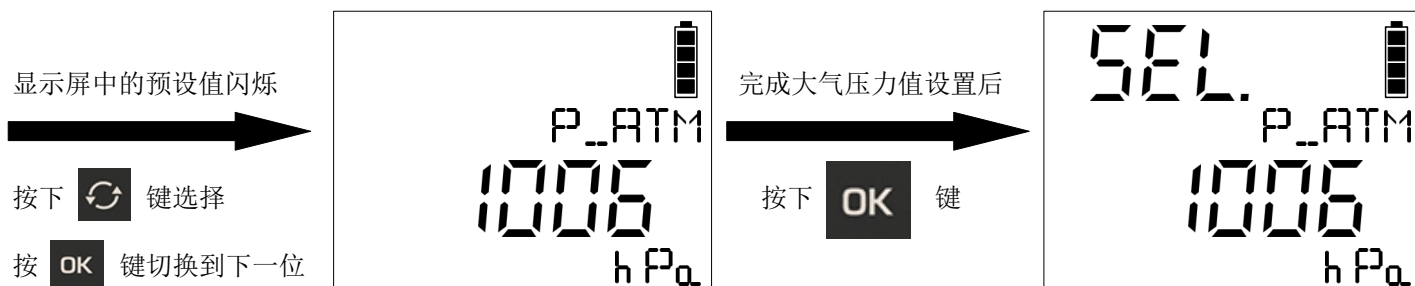 显示屏中的预设值闪烁
按下 键选择
按 OK 键切换到下一位
P_ATM
1006
hPa
完成大气压力值设置后
按下 OK 键
SEL.
P_ATM
1006
hPa